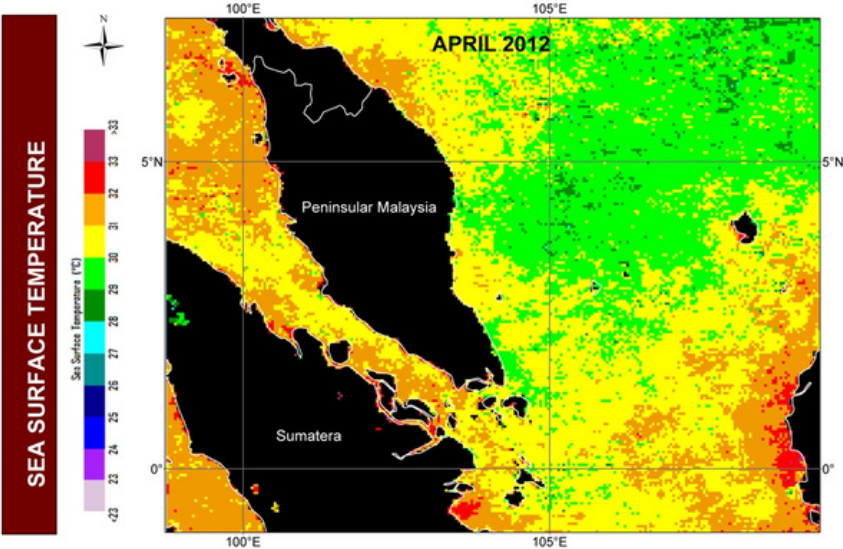 SEA SURFACE TEMPERATURE
N
Sea Surface Temperature (°C)
>33
33
32
31
30
29
28
27
26
25
24
23
<23
100°E
105°E
APRIL 2012
5°N
5°N
Peninsular Malaysia
Sumatera
0°
0°
100°E
105°E